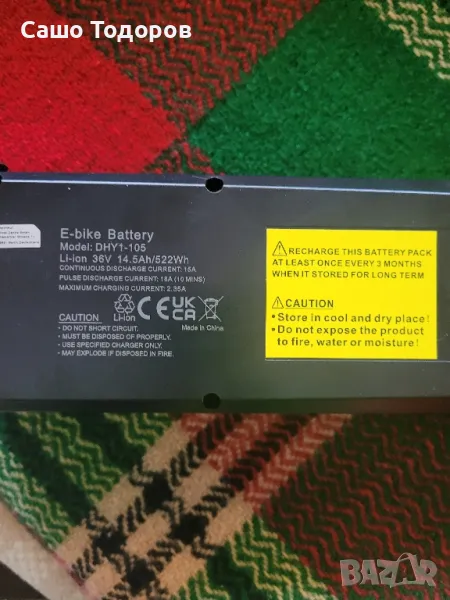 Сашо Тодоров
E-bike Battery
Model: DHY1-105
Li-ion 36V 14.5Ah/522Wh
CONTINUOUS DISCHARGE CURRENT: 15A
PULSE DISCHARGE CURRENT: 18A (10 MINS)
MAXIMUM CHARGING CURRENT: 2.35A
CAUTION
Li-ion
CE
UK
CA
Made in China
- DO NOT SHORT CIRCUIT.
- MUST BE DISPOSED OF PROPERLY.
- USE SPECIFIED CHARGER ONLY.
- MAY EXPLODE IF DISPOSED IN FIRE.
RECHARGE THIS BATTERY PACK
AT LEAST ONCE EVERY 3 MONTHS
WHEN IT STORED FOR LONG TERM
CAUTION
• Store in cool and dry place!
• Do not expose the product
to fire, water or moisture!
BAZAR